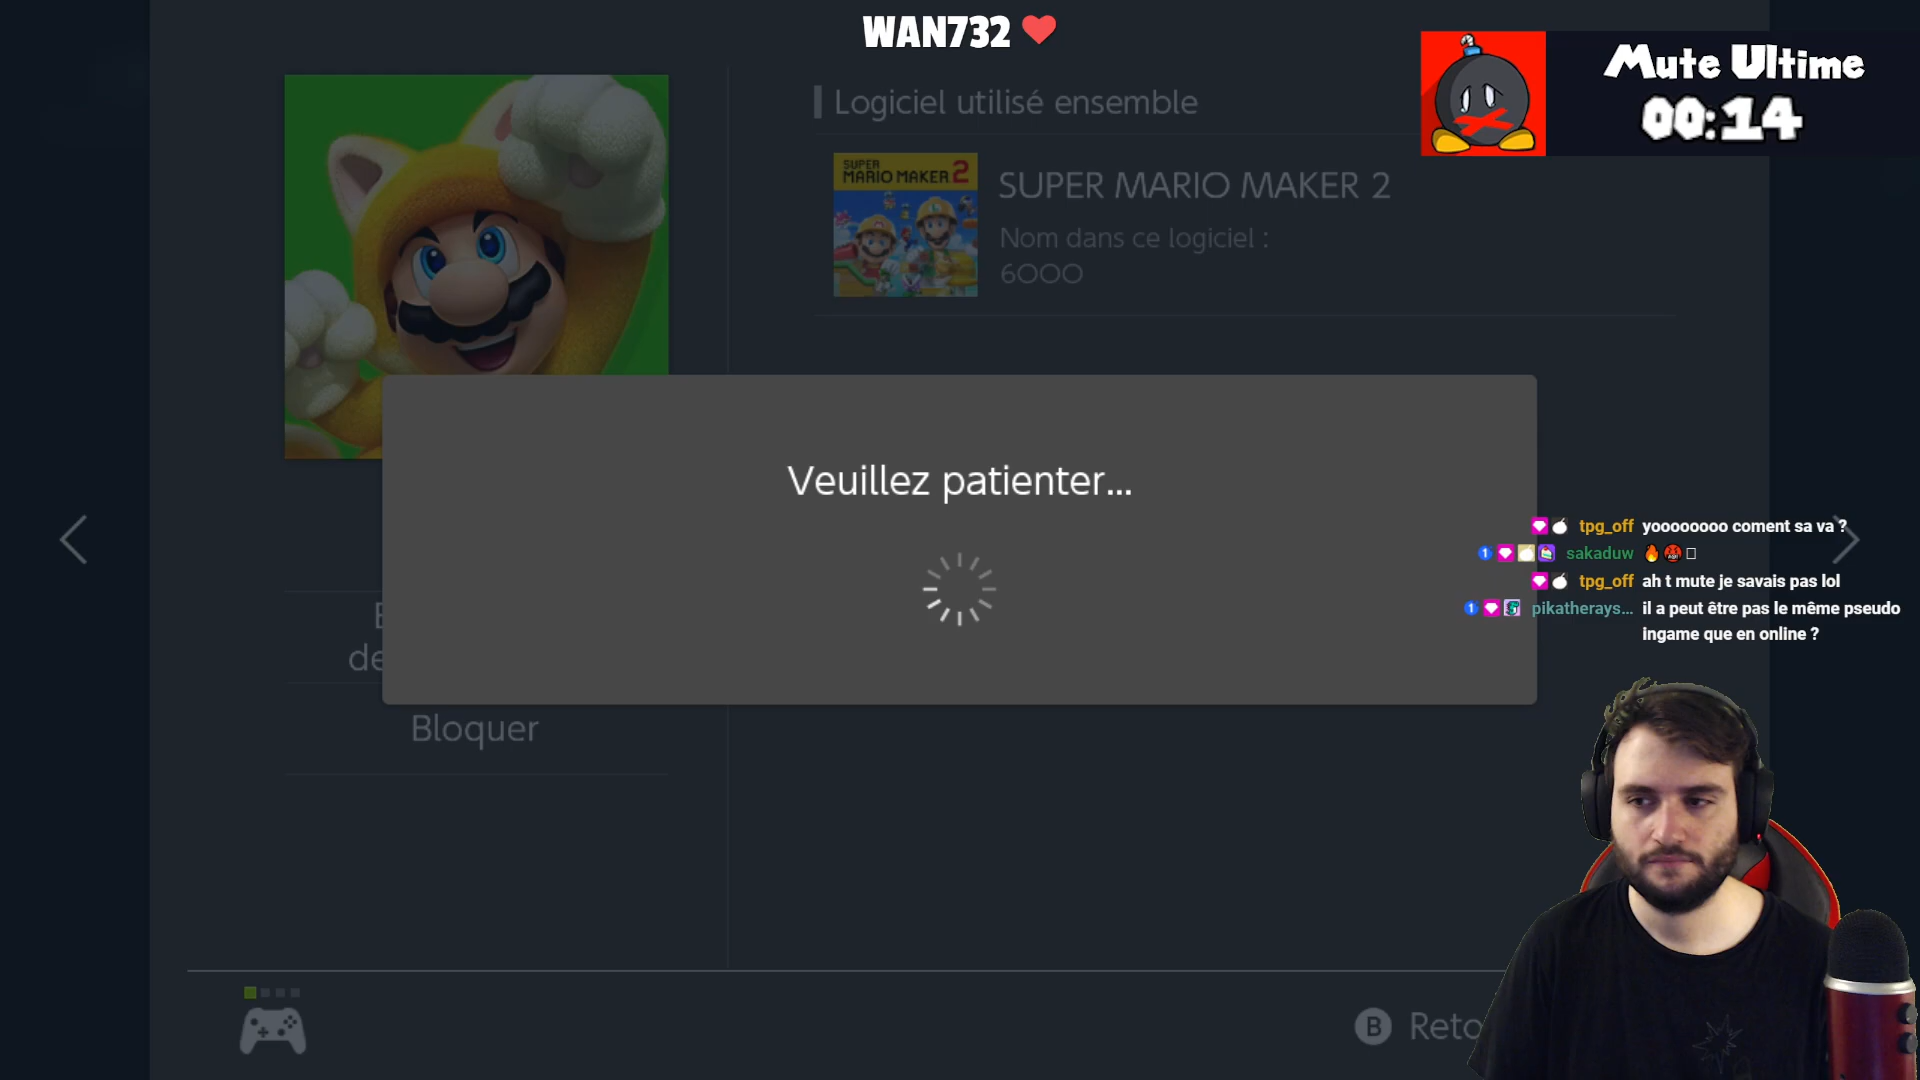 WAN732
Mute Ultime
00:14
Logiciel utilisé ensemble
SUPER
MARIO MAKER 2
SUPER MARIO MAKER 2
Nom dans ce logiciel :
6000
Veuillez patienter...
tpg_off yoooooooo coment sa va ?
sakaduw
tpg_off ah t mute je savais pas lol
pikatherays... il a peut être pas le même pseudo
ingame que en online ?
de
Bloquer
B Reto